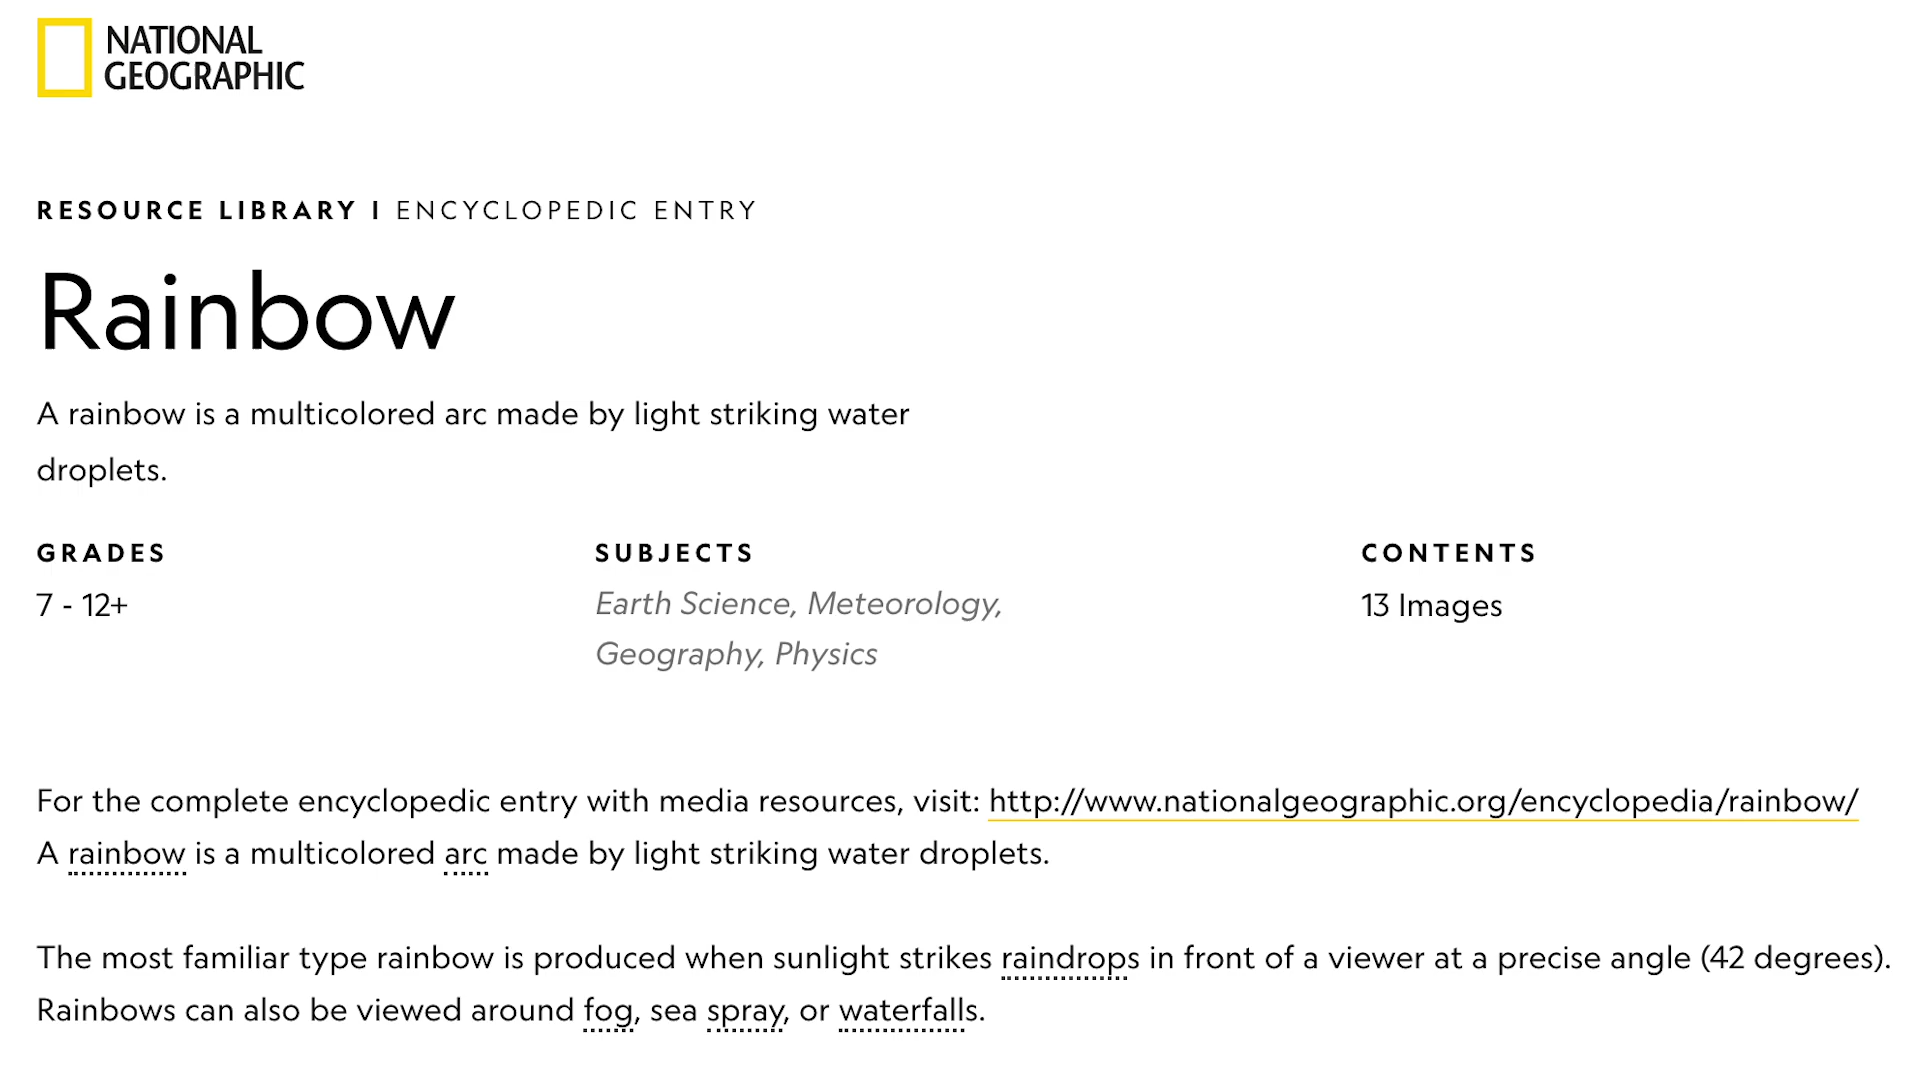 NATIONAL
GEOGRAPHIC
RESOURCE LIBRARY | ENCYCLOPEDIC ENTRY
Rainbow
A rainbow is a multicolored arc made by light striking water
droplets.
GRADES
7 - 12+
SUBJECTS
Earth Science, Meteorology,
Geography, Physics
CONTENTS
13 Images
For the complete encyclopedic entry with media resources, visit: http://www.nationalgeographic.org/encyclopedia/rainbow/
A rainbow is a multicolored arc made by light striking water droplets.
The most familiar type rainbow is produced when sunlight strikes raindrops in front of a viewer at a precise angle (42 degrees).
Rainbows can also be viewed around fog, sea spray, or waterfalls.